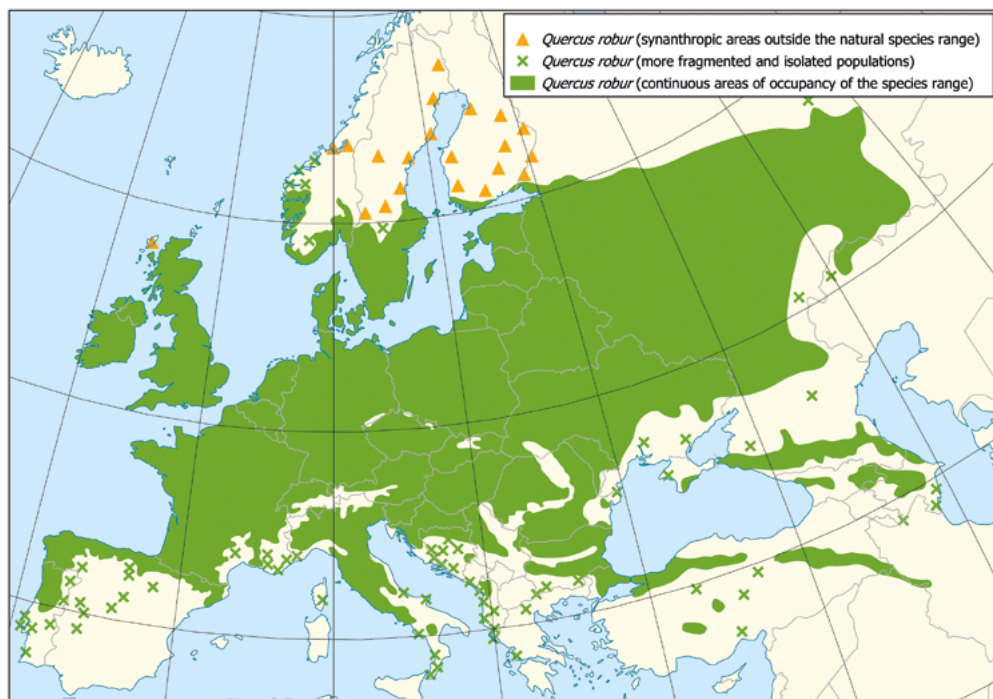 Quercus robur (synanthropic areas outside the natural species range)
Quercus robur (more fragmented and isolated populations)
Quercus robur (continuous areas of occupancy of the species range)